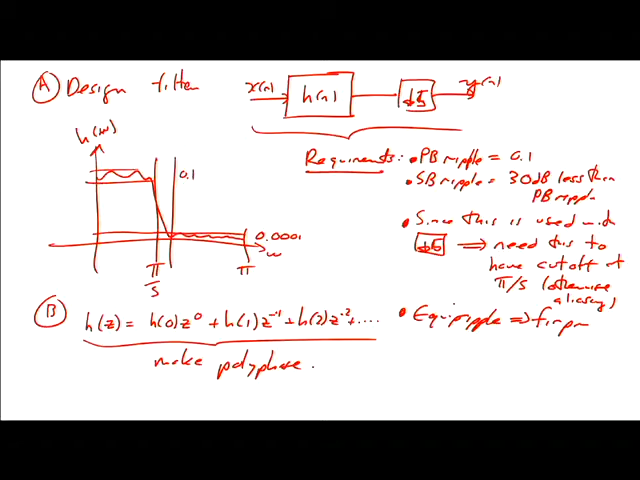 A Design filter x(n) h(n) ↓5 y(n)
h(w)
0.1
0.0001
w
π/5
π
Requirements: • PB ripple = 0.1
• SB ripple = 30dB less than
PB ripple
• Since this is used with
↓5 ⇒ need this to
have cutoff at
π/5 (otherwise
aliasing)
• Equiripple ⇒ firpm
B h(z) = h(0)z^0 + h(1)z^-1 + h(2)z^-2 + ....
make polyphase.